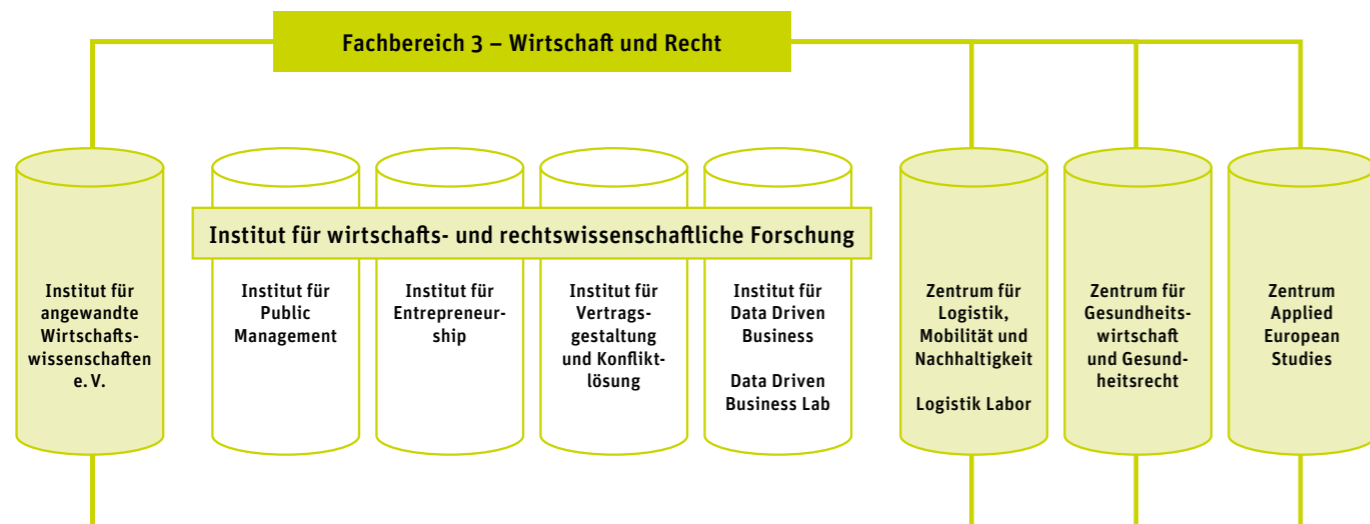 Fachbereich 3 – Wirtschaft und Recht
Institut für wirtschafts- und rechtswissenschaftliche Forschung
Institut für
angewandte
Wirtschafts-
wissenschaften
e. V.
Institut für
Public
Management
Institut für
Entrepreneur-
ship
Institut für
Vertrags-
gestaltung
und Konflikt-
lösung
Institut für
Data Driven
Business
Data Driven
Business Lab
Zentrum für
Logistik,
Mobilität und
Nachhaltigkeit
Logistik Labor
Zentrum für
Gesundheits-
wirtschaft
und Gesund-
heitsrecht
Zentrum
Applied
European
Studies